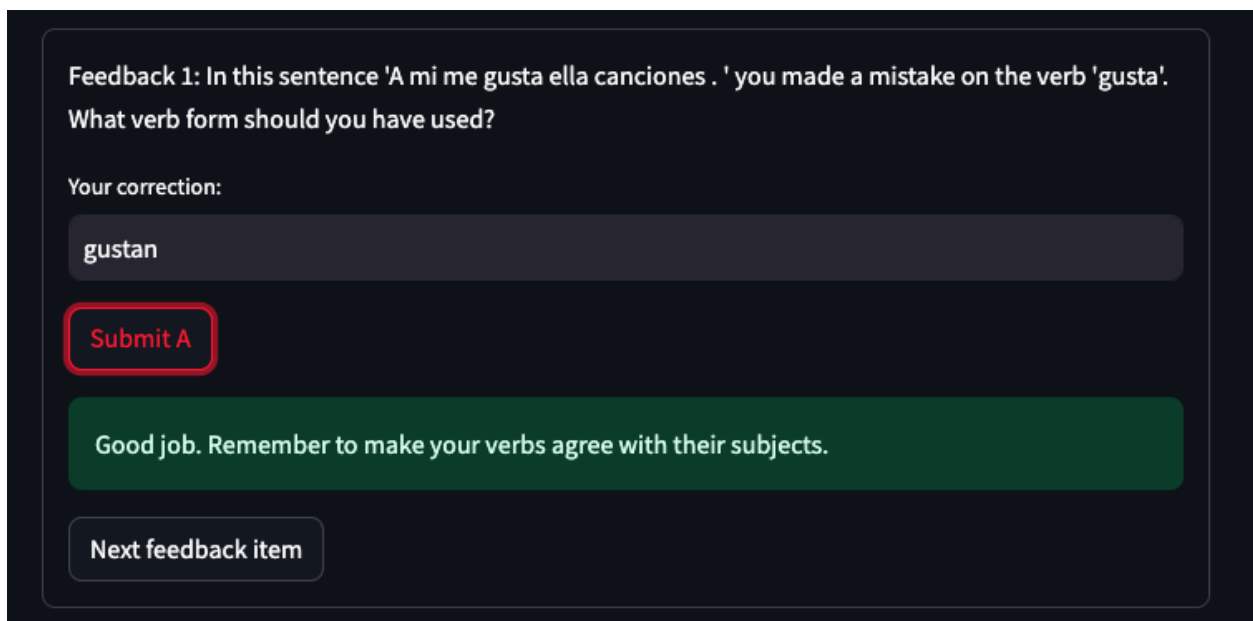 Feedback 1: In this sentence 'A mi me gusta ella canciones . ' you made a mistake on the verb 'gusta'.
What verb form should you have used?
Your correction:
gustan
Submit A
Good job. Remember to make your verbs agree with their subjects.
Next feedback item